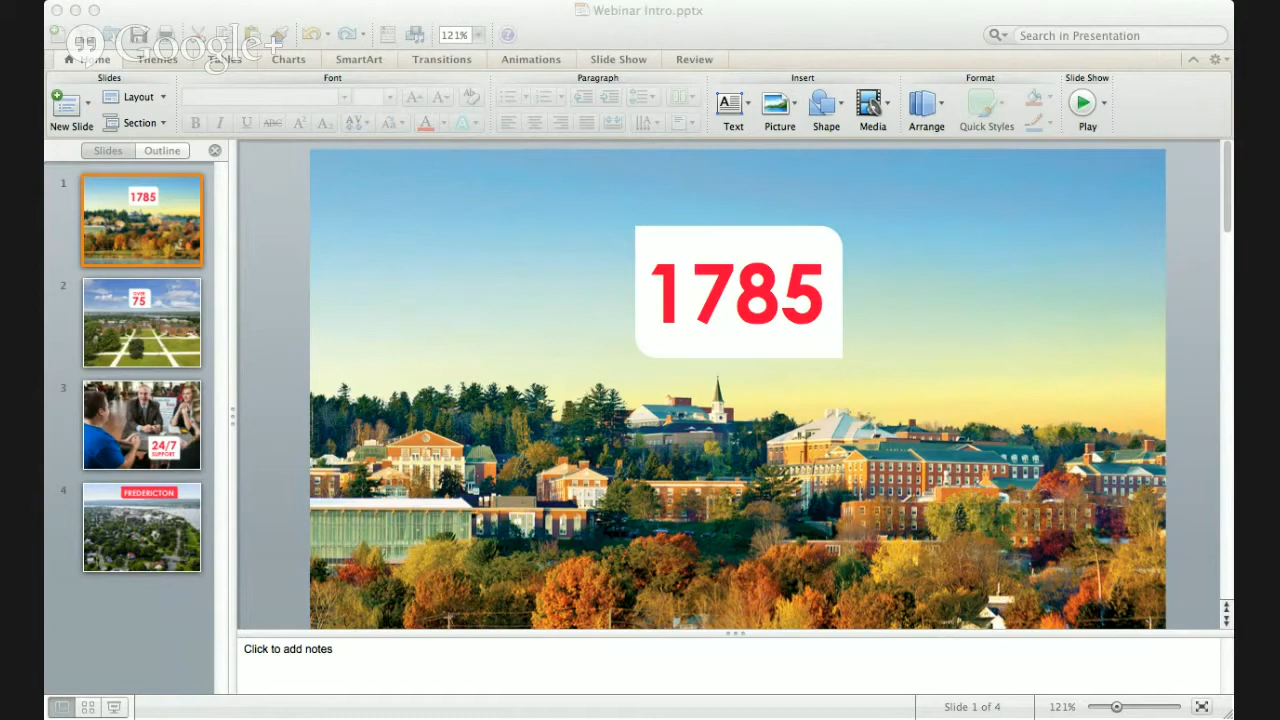 Webinar Intro.pptx
121%
Search in Presentation
Google+
Home Themes Tables Charts SmartArt Transitions Animations Slide Show Review
Slides Font Paragraph Insert Format Slide Show
Layout
Section
New Slide
Text Picture Shape Media Arrange Quick Styles Play
Slides Outline
1
1785
2
OVER
75
3
24/7
SUPPORT
4
FREDERICTON
1785
Click to add notes
Slide 1 of 4 121%